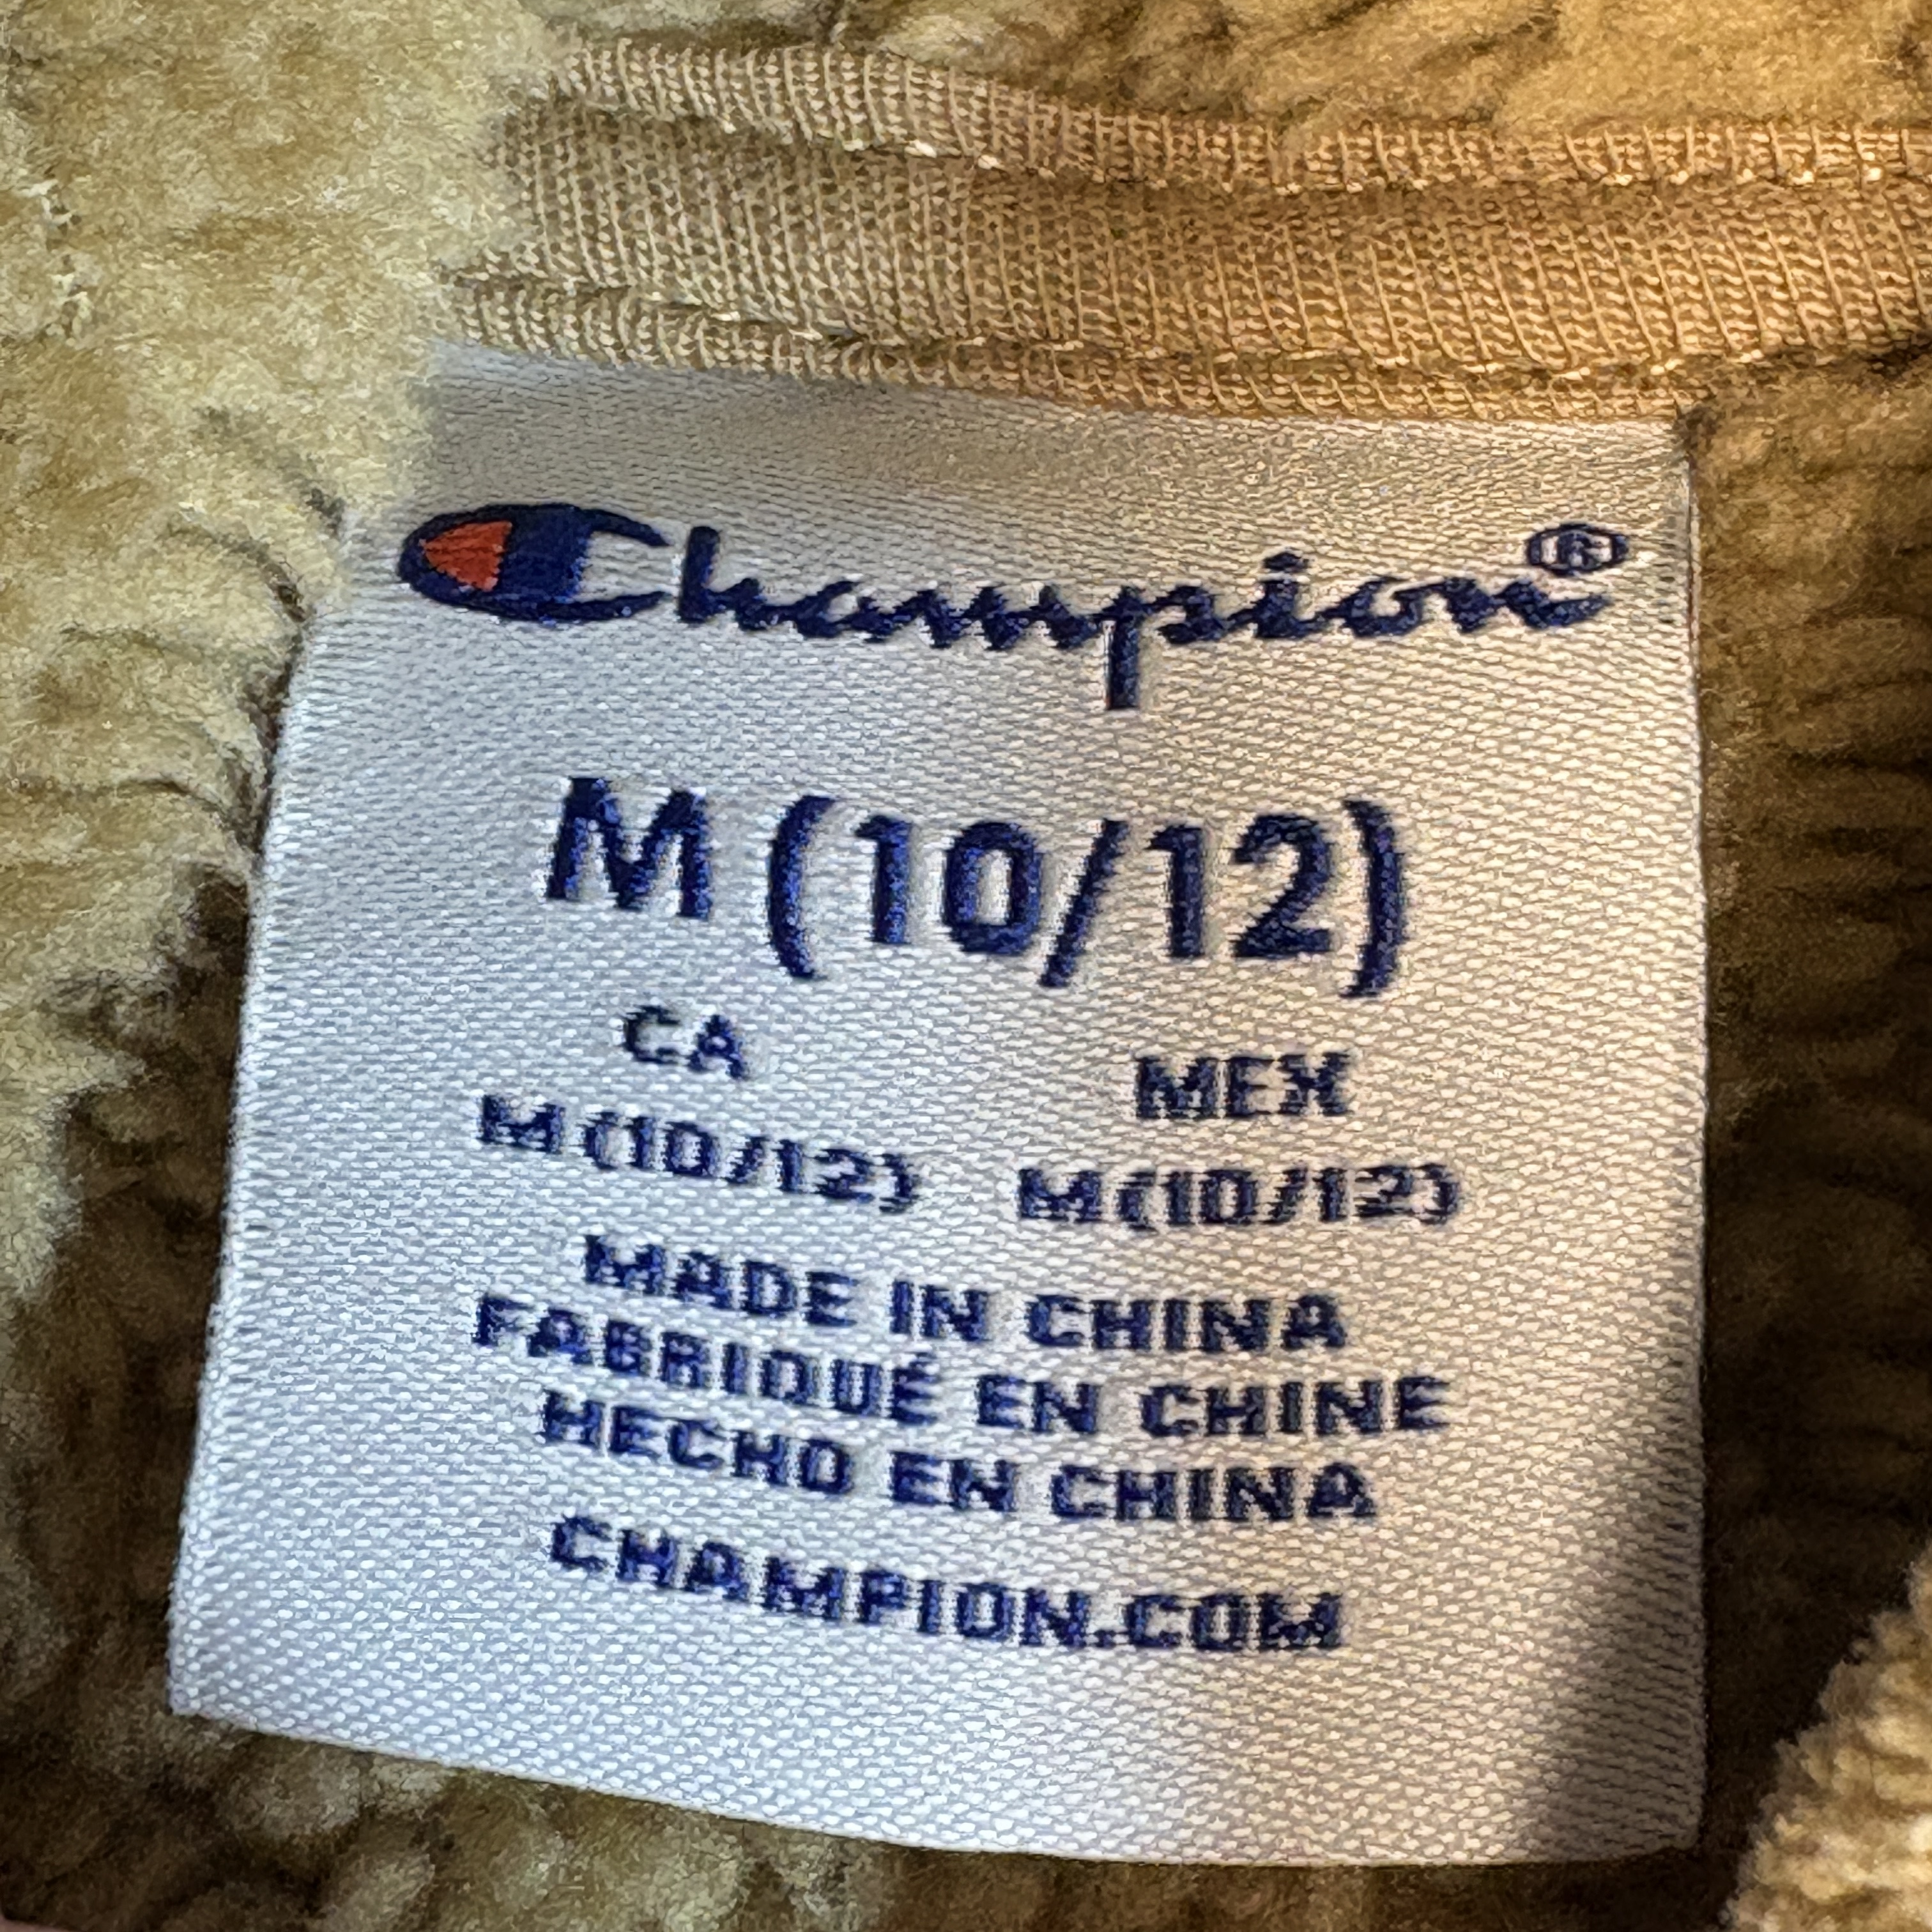 Champion®
M (10/12)
CA MEX
M (10/12) M (10/12)
MADE IN CHINA
FABRIQUÉ EN CHINE
HECHO EN CHINA
CHAMPION.COM